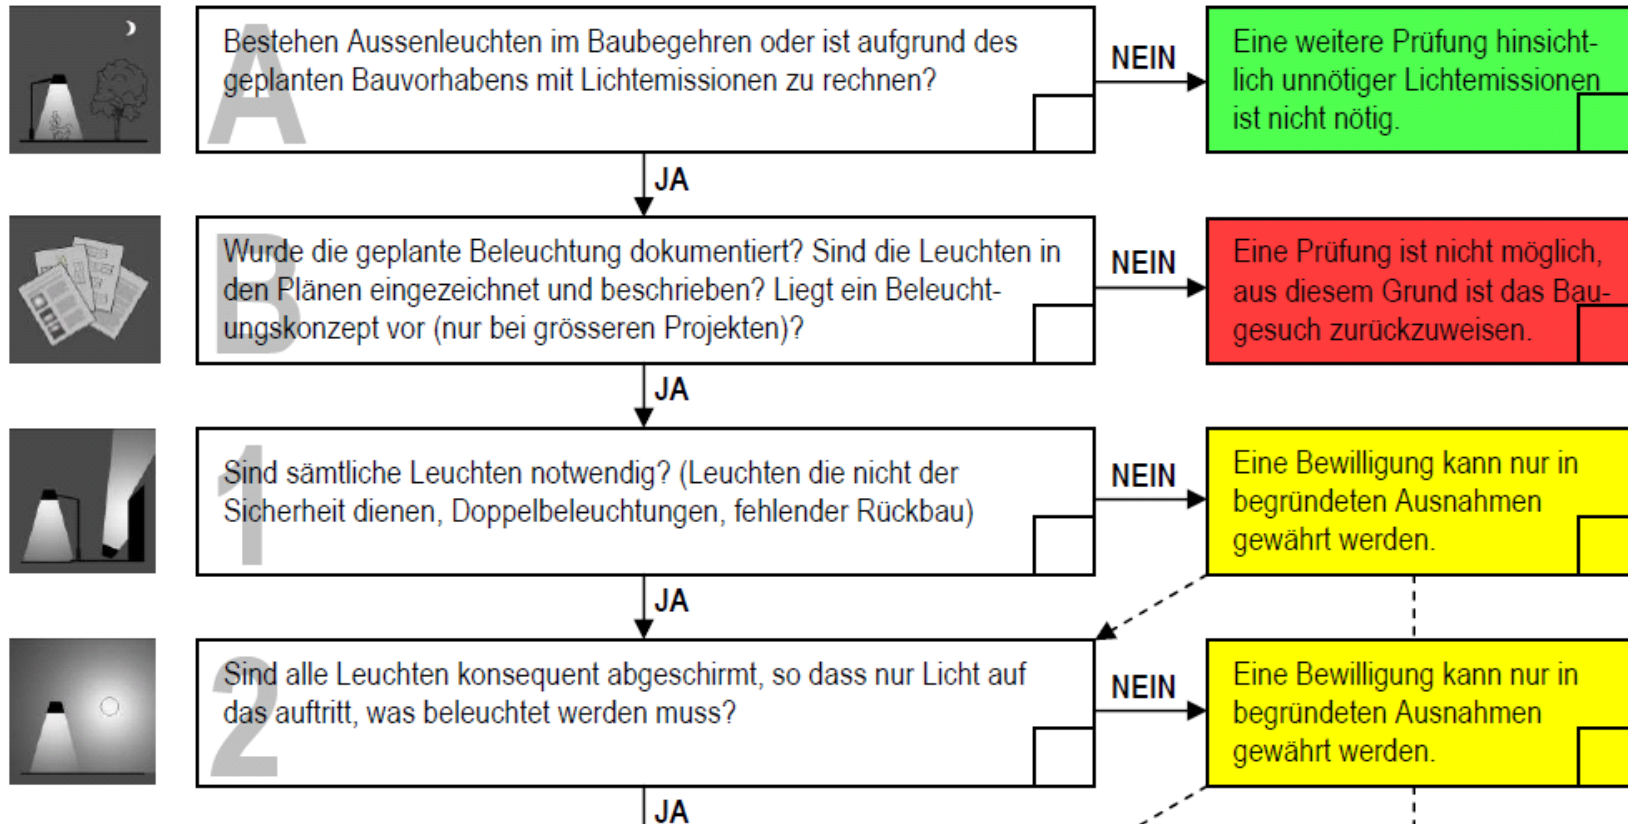 A
Bestehen Aussenleuchten im Baubegehren oder ist aufgrund des
geplanten Bauvorhabens mit Lichtemissionen zu rechnen?
NEIN
Eine weitere Prüfung hinsicht-
lich unnötiger Lichtemissionen
ist nicht nötig.
JA
B
Wurde die geplante Beleuchtung dokumentiert? Sind die Leuchten in
den Plänen eingezeichnet und beschrieben? Liegt ein Beleucht-
ungskonzept vor (nur bei grösseren Projekten)?
NEIN
Eine Prüfung ist nicht möglich,
aus diesem Grund ist das Bau-
gesuch zurückzuweisen.
JA
1
Sind sämtliche Leuchten notwendig? (Leuchten die nicht der
Sicherheit dienen, Doppelbeleuchtungen, fehlender Rückbau)
NEIN
Eine Bewilligung kann nur in
begründeten Ausnahmen
gewährt werden.
JA
2
Sind alle Leuchten konsequent abgeschirmt, so dass nur Licht auf
das auftritt, was beleuchtet werden muss?
NEIN
Eine Bewilligung kann nur in
begründeten Ausnahmen
gewährt werden.
JA